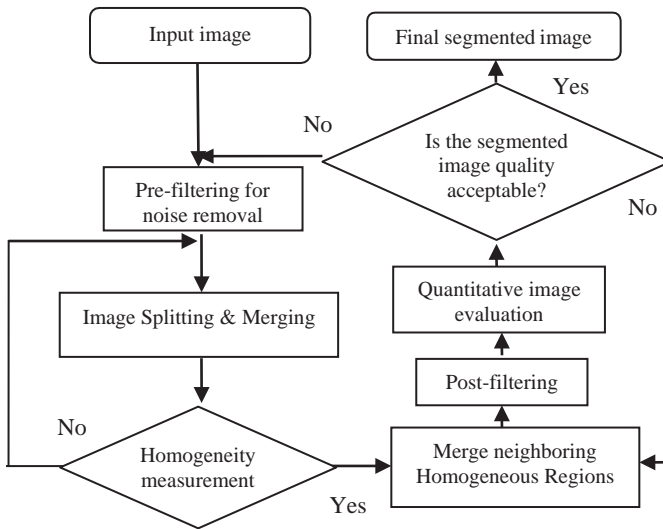 Input image
Final segmented image
Yes
No
Is the segmented
image quality
acceptable?
Pre-filtering for
noise removal
No
Quantitative image
evaluation
Image Splitting & Merging
Post-filtering
No
Homogeneity
measurement
Merge neighboring
Homogeneous Regions
Yes